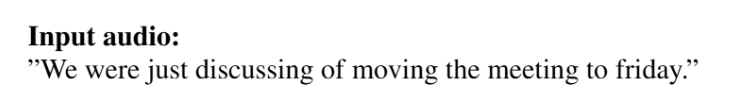 Input audio:
”We were just discussing of moving the meeting to friday.”